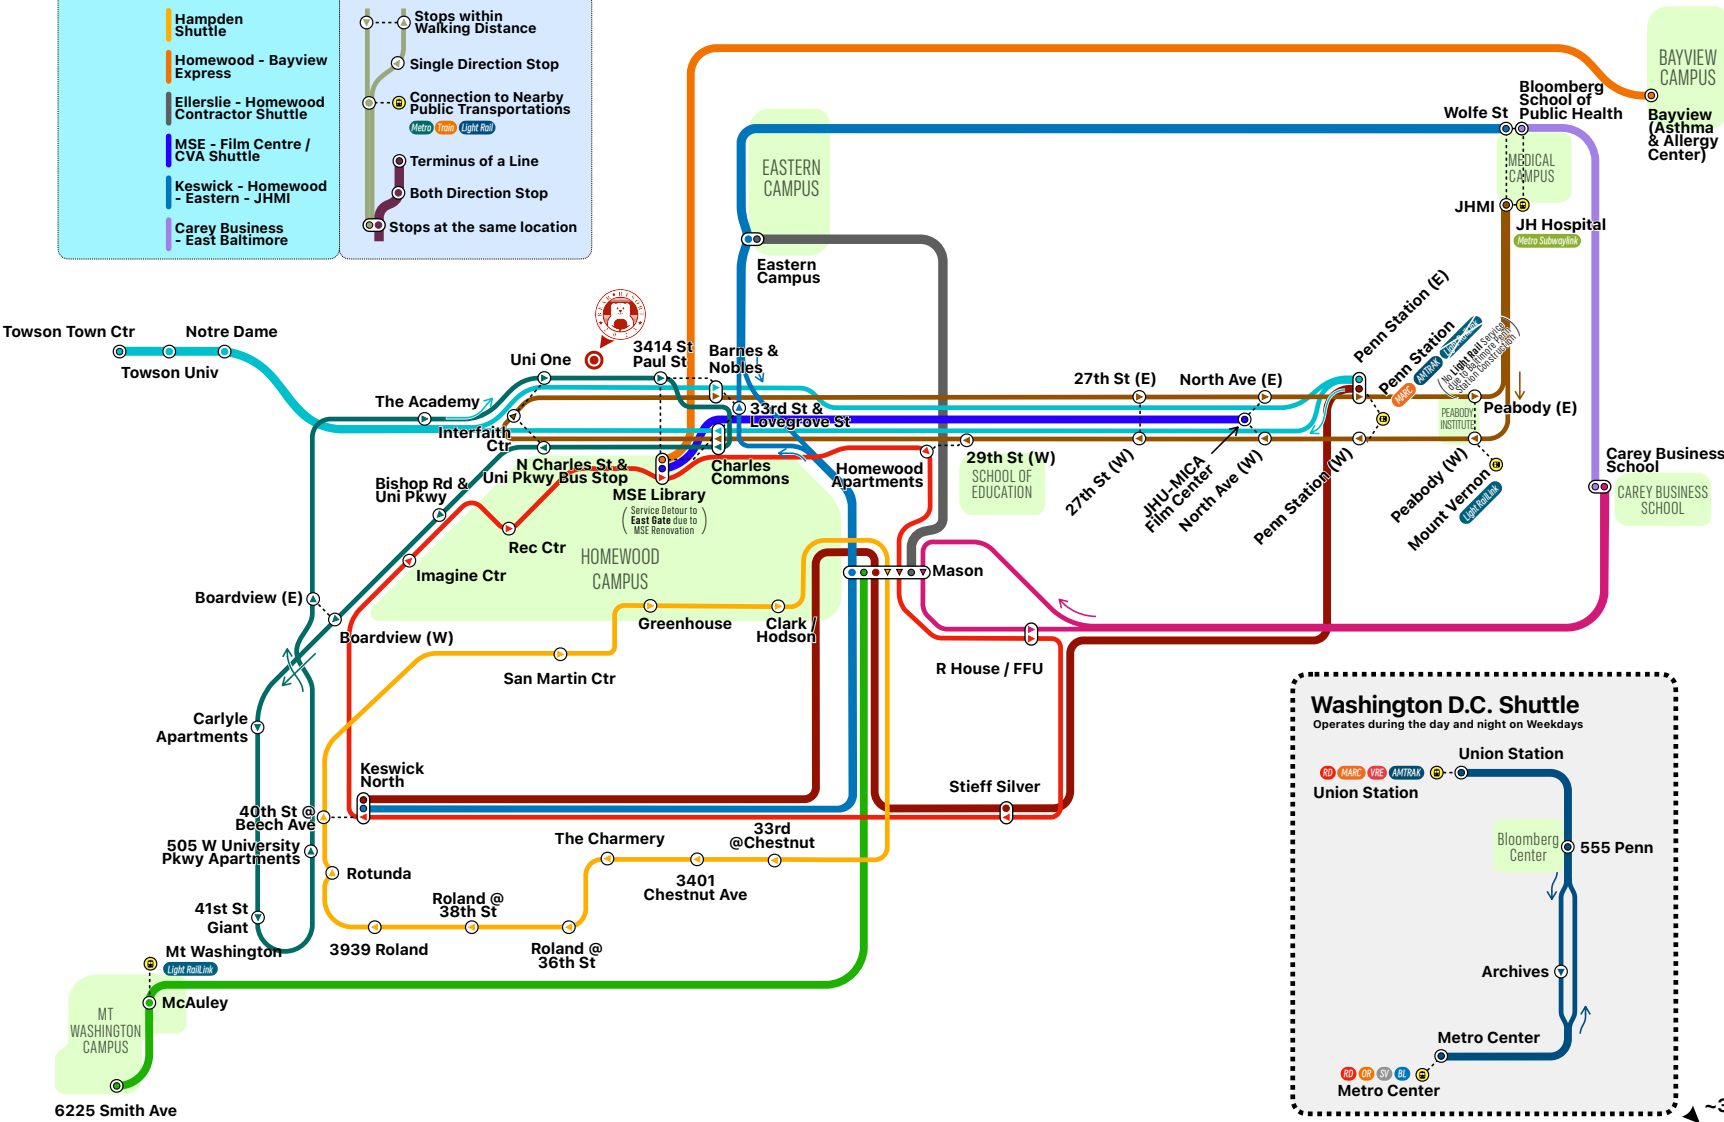 Hampden
Shuttle
Homewood - Bayview
Express
Ellerslie - Homewood
Contractor Shuttle
MSE - Film Centre /
CVA Shuttle
Keswick - Homewood
- Eastern - JHMI
Carey Business
- East Baltimore
Stops within
Walking Distance
Single Direction Stop
Connection to Nearby
Public Transportations
Metro
Train
Light Rail
Terminus of a Line
Both Direction Stop
Stops at the same location
BAYVIEW
CAMPUS
Bayview
(Asthma
& Allergy
Center)
Bloomberg
School of
Public Health
Wolfe St
MEDICAL
CAMPUS
JHMI
JH Hospital
Metro Subwaylink
EASTERN
CAMPUS
Eastern
Campus
Towson Town Ctr
Notre Dame
Towson Univ
Uni One
3414 St
Paul St
Barnes &
Nobles
33rd St &
Lovegrove St
The Academy
Interfaith
Ctr
N Charles St &
Uni Pkwy Bus Stop
Charles
Commons
MSE Library
(Service Detour to
East Gate due to
MSE Renovation)
HOMEWOOD
CAMPUS
Bishop Rd &
Uni Pkwy
Rec Ctr
Imagine Ctr
Boardview (E)
Boardview (W)
Homewood
Apartments
29th St (W)
SCHOOL OF
EDUCATION
27th St (E)
27th St (W)
North Ave (E)
JHU-MICA
Film Center
North Ave (W)
Penn Station (E)
Penn Station
MARC
AMTRAK
Light RailLink
(No Light Rail Service
due to Baltimore Penn
Station Construction)
Penn Station (W)
PEABODY
INSTITUTE
Peabody (E)
Peabody (W)
Mount Vernon
Light RailLink
Carey Business
School
CAREY BUSINESS
SCHOOL
Mason
Greenhouse
Clark /
Hodson
San Martin Ctr
R House / FFU
Carlyle
Apartments
Keswick
North
40th St @
Beech Ave
Stieff Silver
505 W University
Pkwy Apartments
Rotunda
The Charmery
33rd
@Chestnut
3401
Chestnut Ave
Roland @
38th St
41st St
Giant
3939 Roland
Roland @
36th St
Mt Washington
Light RailLink
McAuley
MT
WASHINGTON
CAMPUS
6225 Smith Ave
Washington D.C. Shuttle
Operates during the day and night on Weekdays
Union Station
RD
MARC
VRE
AMTRAK
Union Station
Bloomberg
Center
555 Penn
Archives
Metro Center
RD
OR
SV
BL
Metro Center